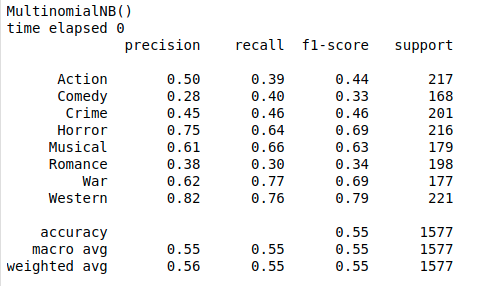 MultinomialNB()
time elapsed 0
precision recall f1-score support
Action 0.50 0.39 0.44 217
Comedy 0.28 0.40 0.33 168
Crime 0.45 0.46 0.46 201
Horror 0.75 0.64 0.69 216
Musical 0.61 0.66 0.63 179
Romance 0.38 0.30 0.34 198
War 0.62 0.77 0.69 177
Western 0.82 0.76 0.79 221
accuracy 0.55 1577
macro avg 0.55 0.55 0.55 1577
weighted avg 0.56 0.55 0.55 1577